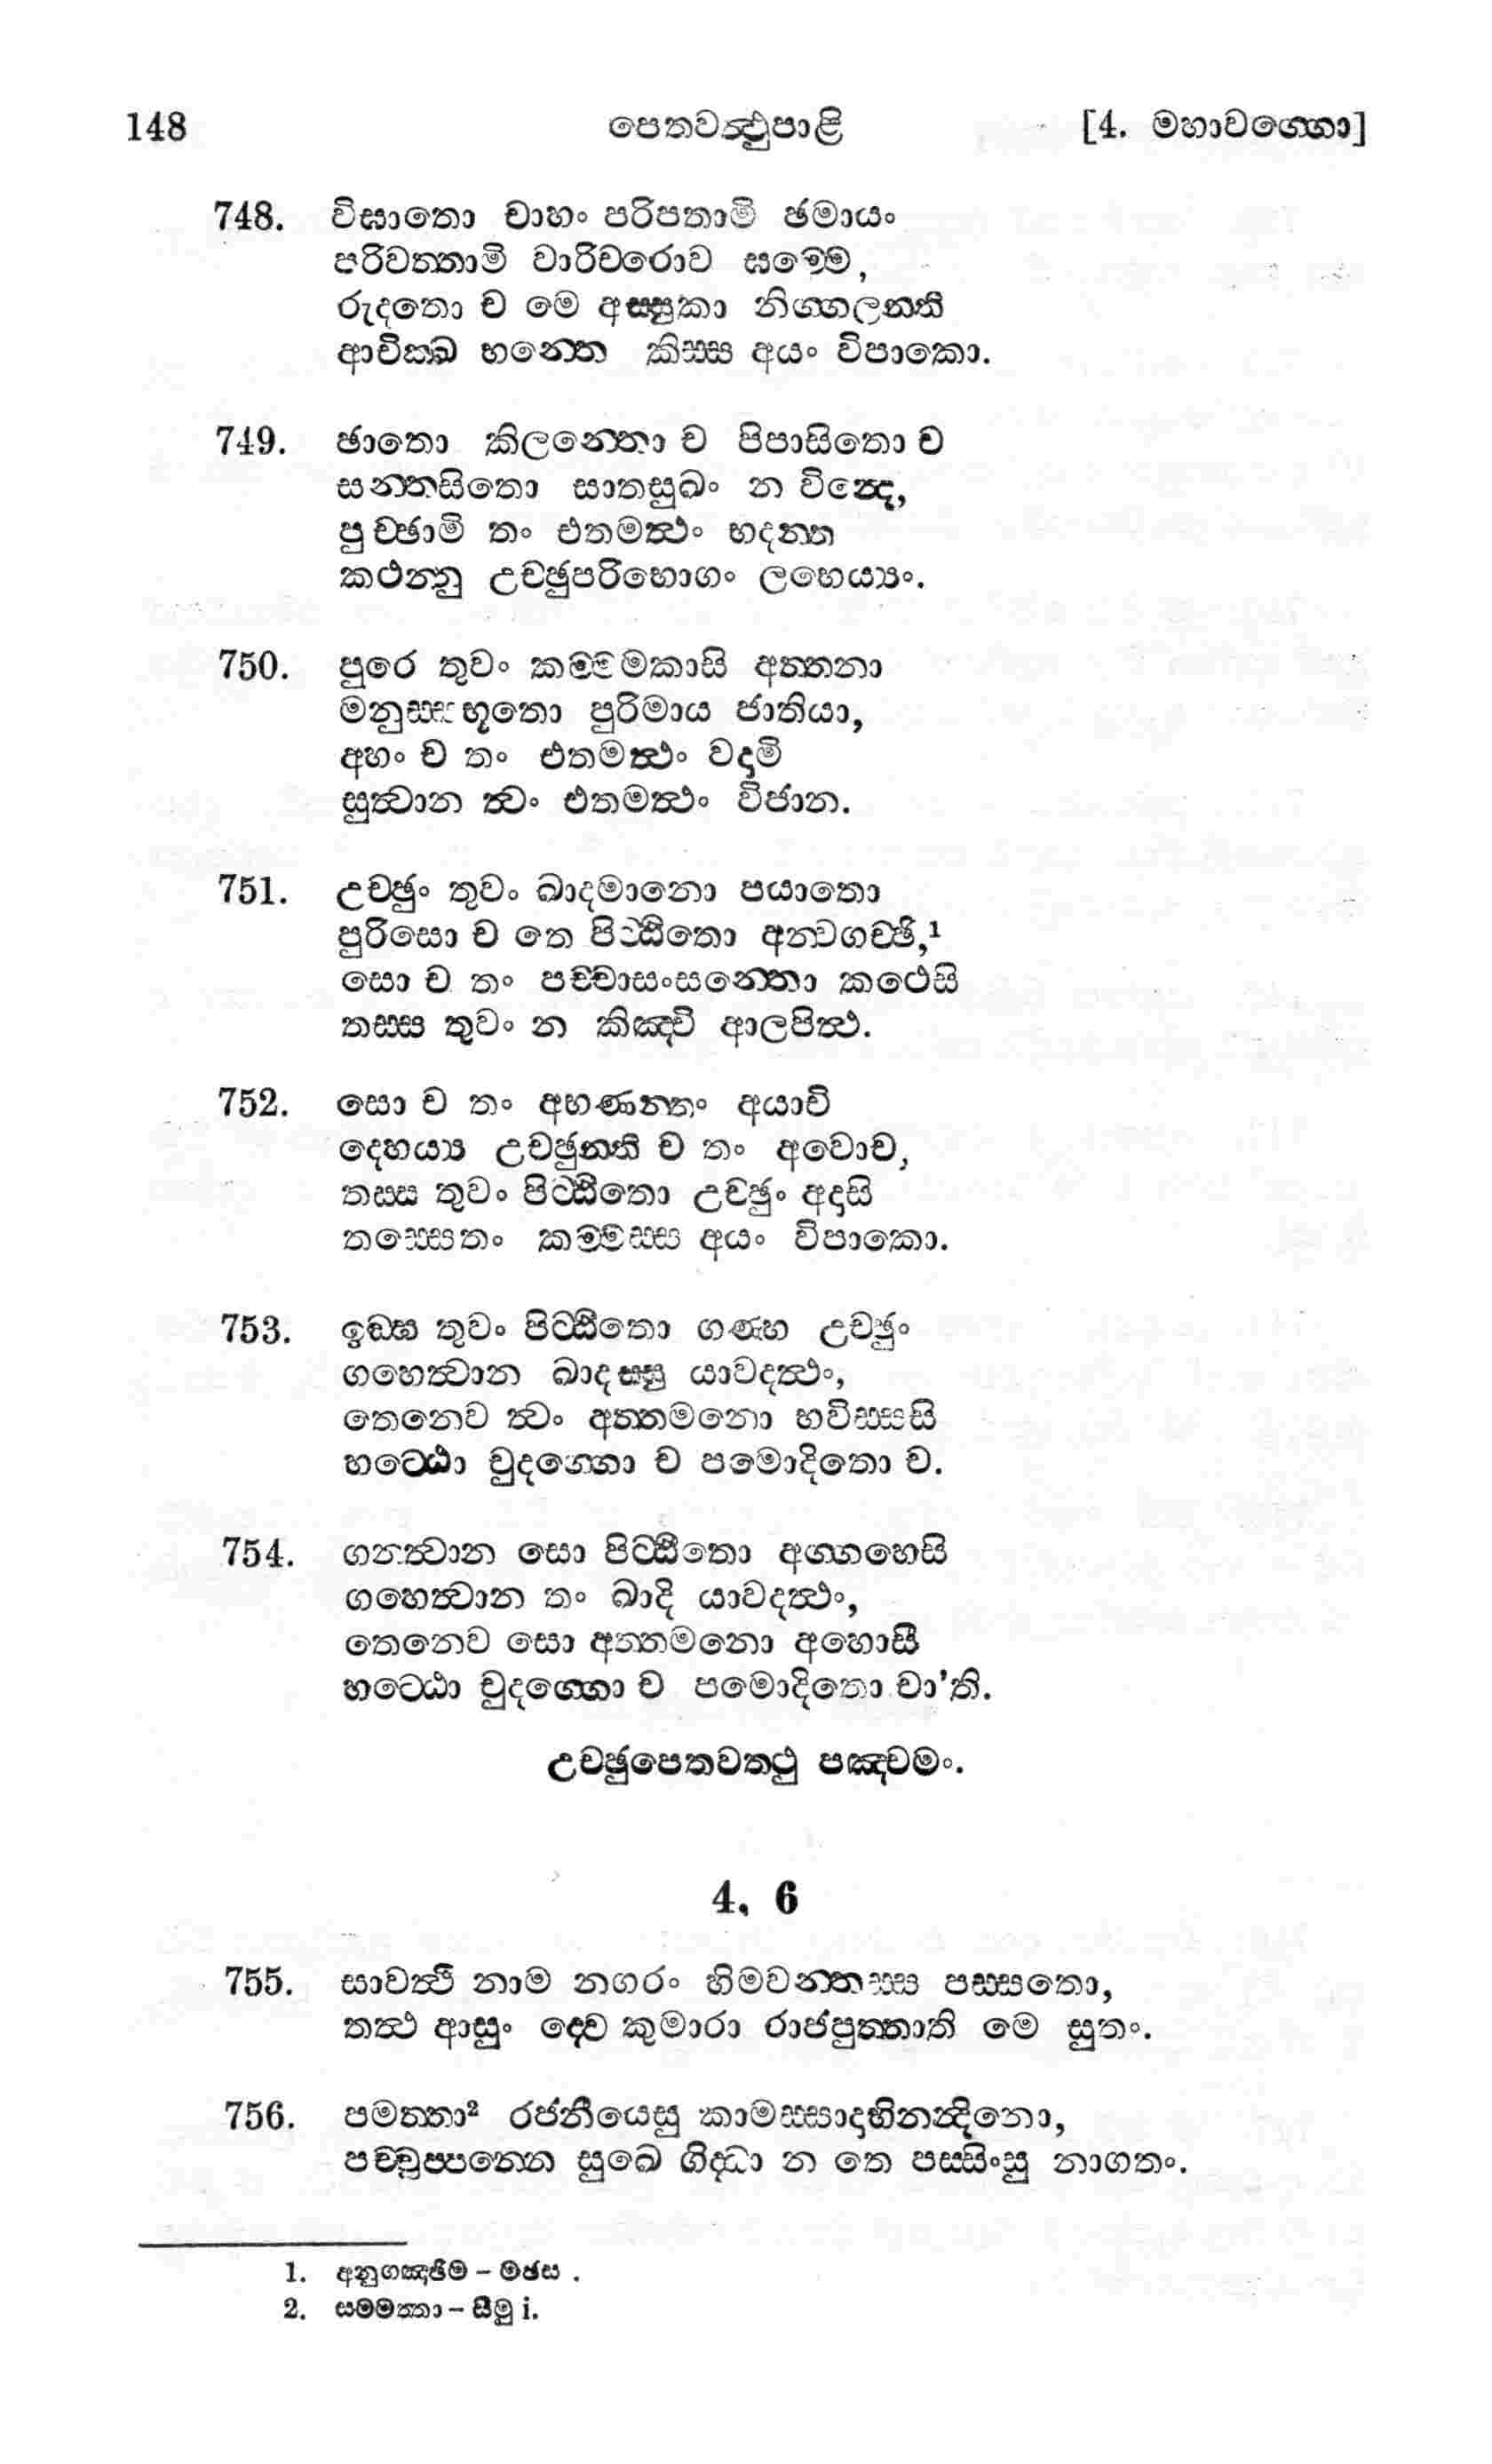 148 පෙතවත්ථුපාළි [4. මහාවග්ගො]
748. විඝාතො චාහං පරිපතාමි ඡමායං
පරිවත්තාමි වාරිචරොව ඝම්මෙ,
රුදතො ච මෙ අස්සුකා නිග්ගලන්ති
ආචික්ඛ භන්තෙ කිස්ස අයං විපාකො.
749. ඡාතො කිලන්තො ච පිපාසිතො ච
සන්තසිතො සාතසුඛං න වින්දෙ,
පුච්ඡාමි තං එතමත්ථං භදන්ත
කථන්නු උච්ඡුපරිභොගං ලභෙය්‍යං.
750. පුරෙ තුවං කම්මමකාසි අත්තනා
මනුස්සභූතො පුරිමාය ජාතියා,
අහං ච තං එතමත්ථං වදාමි
සුත්වාන ත්වං එතමත්ථං විජාන.
751. උච්ඡුං තුවං ඛාදමානො පයාතො
පුරිසො ච තෙ පිට්ඨිතො අන්වගච්ඡි,¹
සො ච තං පච්චාසංසන්තො කථෙසි
තස්ස තුවං න කිඤ්චි ආලපිත්ථ.
752. සො ච තං අභණන්තං අයාචි
දෙහය්‍ය උච්ඡුන්ති ච තං අවොච,
තස්ස තුවං පිට්ඨිතො උච්ඡුං අදාසි
තස්සෙතං කම්මස්ස අයං විපාකො.
753. ඉඞ්ඝ තුවං පිට්ඨිතො ගණ්හ උච්ඡුං
ගහෙත්වාන ඛාදස්සු යාවදත්ථං,
තෙනෙව ත්වං අත්තමනො භවිස්සසි
හට්ඨො චුදග්ගො ච පමොදිතො ච.
754. ගන්ත්වාන සො පිට්ඨිතො අග්ගහෙසි
ගහෙත්වාන තං ඛාදි යාවදත්ථං,
තෙනෙව සො අත්තමනො අහොසි
හට්ඨො චුදග්ගො ච පමොදිතො චා'ති.
උච්ඡුපෙතවත්ථු පඤ්චමං.
4. 6
755. සාවත්ථි නාම නගරං හිමවන්තස්ස පස්සතො,
තත්ථ ආසුං ද්වෙ කුමාරා රාජපුත්තාති මෙ සුතං.
756. පමත්තා² රජනීයෙසු කාමස්සාදාභිනන්දිනො,
පච්චුප්පන්නෙ සුඛෙ ගිද්ධා න තෙ පස්සිංසු නාගතං.
1. අනුගඤ්ඡිම – මඡසං.
2. සම්මත්තා – සීමු i.